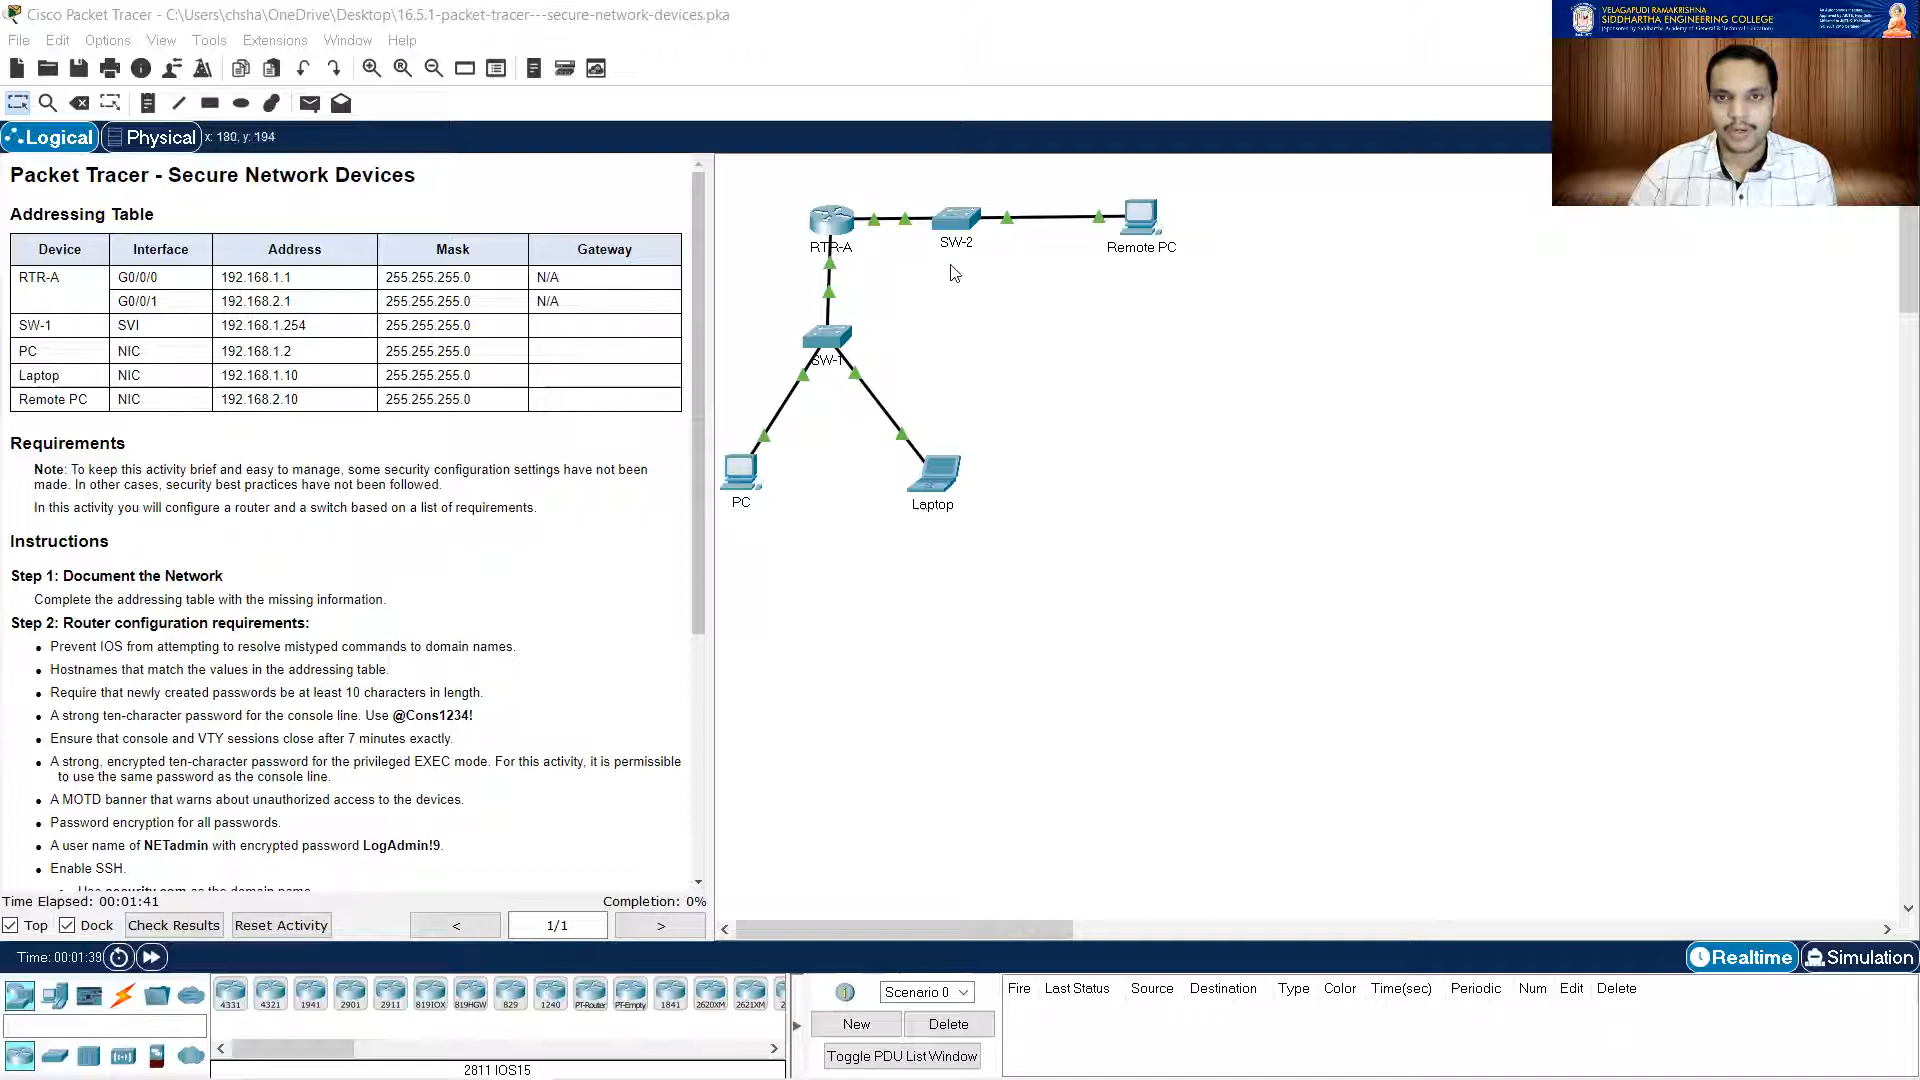 Cisco Packet Tracer - C:\Users\chsha\OneDrive\Desktop\16.5.1-packet-tracer---secure-network-devices.pka
File Edit Options View Tools Extensions Window Help
VELAGAPUDI RAMAKRISHNA
SIDDHARTHA ENGINEERING COLLEGE
Logical Physical x: 180, y: 194
Packet Tracer - Secure Network Devices
Addressing Table
Device Interface Address Mask Gateway
RTR-A G0/0/0 192.168.1.1 255.255.255.0 N/A
G0/0/1 192.168.2.1 255.255.255.0 N/A
SW-1 SVI 192.168.1.254 255.255.255.0
PC NIC 192.168.1.2 255.255.255.0
Laptop NIC 192.168.1.10 255.255.255.0
Remote PC NIC 192.168.2.10 255.255.255.0
Requirements
Note: To keep this activity brief and easy to manage, some security configuration settings have not been
made. In other cases, security best practices have not been followed.
In this activity you will configure a router and a switch based on a list of requirements.
Instructions
Step 1: Document the Network
Complete the addressing table with the missing information.
Step 2: Router configuration requirements:
Prevent IOS from attempting to resolve mistyped commands to domain names.
Hostnames that match the values in the addressing table.
Require that newly created passwords be at least 10 characters in length.
A strong ten-character password for the console line. Use @Cons1234!
Ensure that console and VTY sessions close after 7 minutes exactly.
A strong, encrypted ten-character password for the privileged EXEC mode. For this activity, it is permissible
to use the same password as the console line.
A MOTD banner that warns about unauthorized access to the devices.
Password encryption for all passwords.
A user name of NETadmin with encrypted password LogAdmin!9.
Enable SSH.
Use security.com as the domain name
RTR-A
SW-2
Remote PC
SW-1
PC
Laptop
Time Elapsed: 00:01:41 Completion: 0%
Top Dock Check Results Reset Activity < 1/1 >
Time: 00:01:39
Realtime Simulation
4331 4321 1941 2901 2911 819IOX 819HGW 829 1240 PT-Router PT-Empty 1841 2620XM 2621XM 2
2811 IOS15
Scenario 0
New Delete
Toggle PDU List Window
Fire Last Status Source Destination Type Color Time(sec) Periodic Num Edit Delete